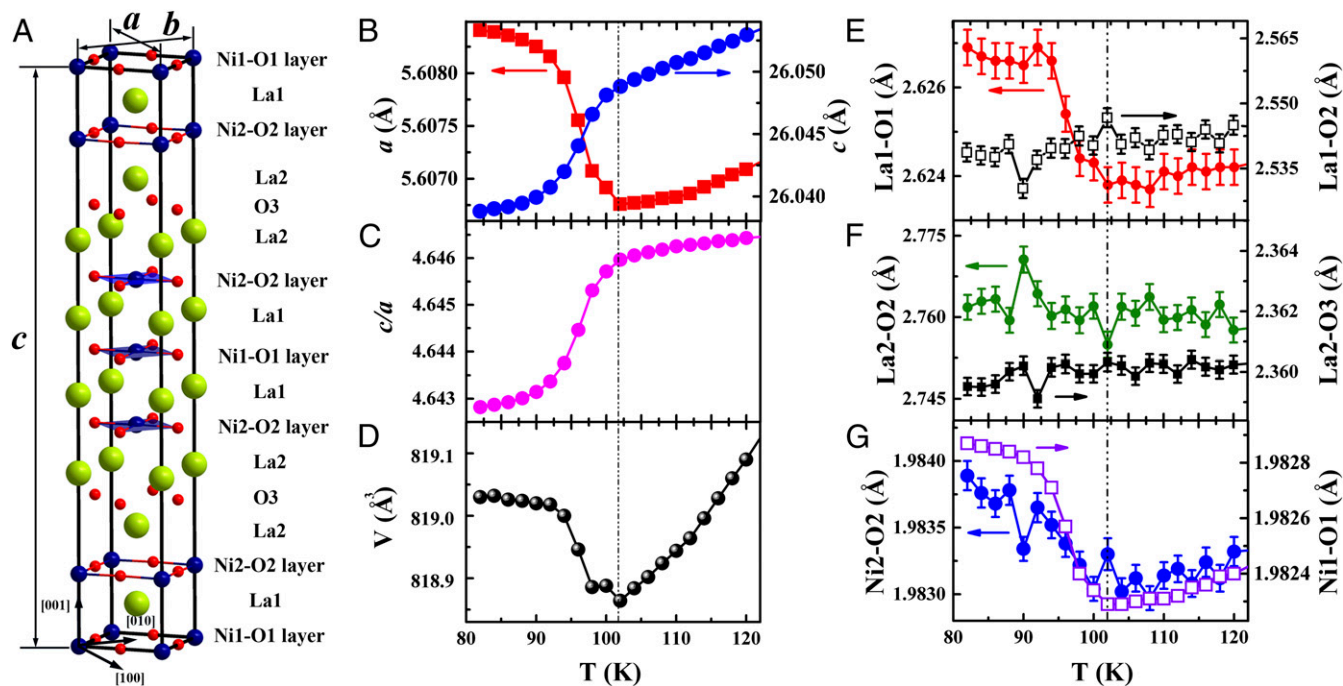 A
a
b
c
Ni1-O1 layer
La1
Ni2-O2 layer
La2
O3
La2
Ni2-O2 layer
La1
Ni1-O1 layer
La1
Ni2-O2 layer
La2
O3
La2
Ni2-O2 layer
La1
Ni1-O1 layer
[001]
[010]
[100]
B
a (Å)
5.6080
5.6075
5.6070
c (Å)
26.050
26.045
26.040
C
c/a
4.646
4.645
4.644
4.643
D
V (Å³)
819.1
819.0
818.9
80 90 100 110 120
T (K)
E
La1-O1 (Å)
2.626
2.624
La1-O2 (Å)
2.565
2.550
2.535
F
La2-O2 (Å)
2.775
2.760
2.745
La2-O3 (Å)
2.364
2.362
2.360
G
Ni2-O2 (Å)
1.9840
1.9835
1.9830
Ni1-O1 (Å)
1.9828
1.9826
1.9824
80 90 100 110 120
T (K)